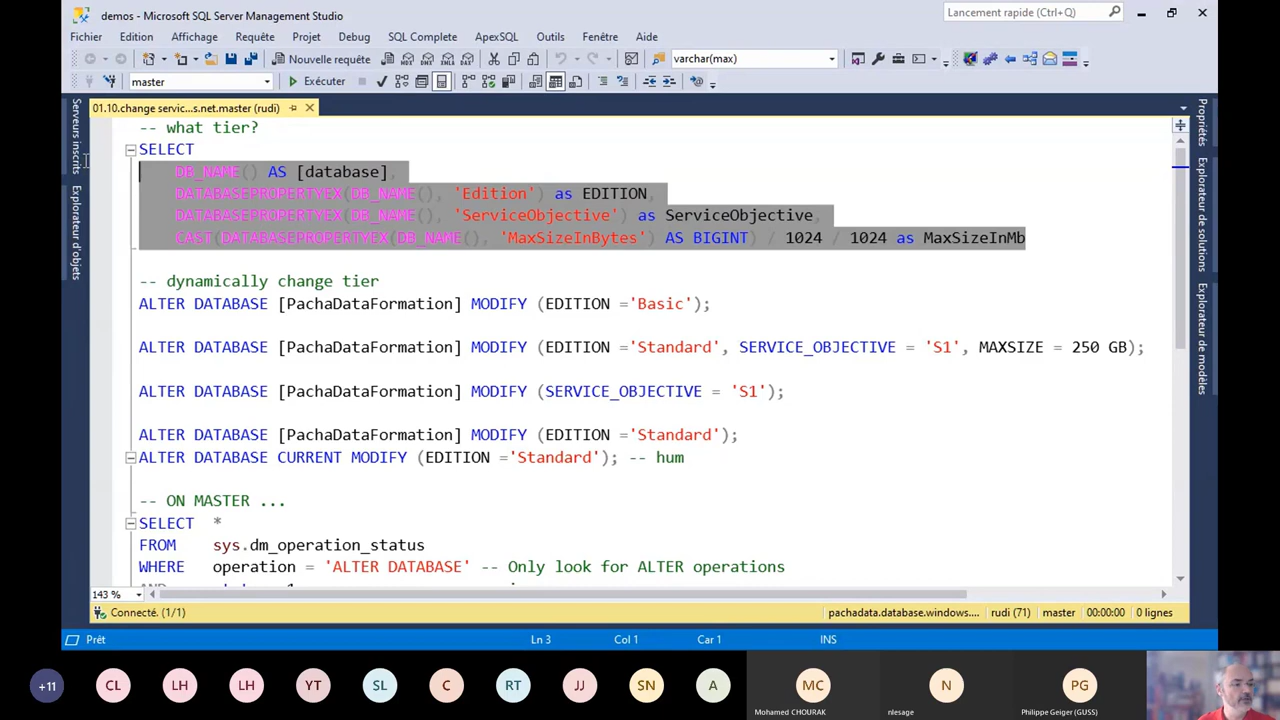 demos - Microsoft SQL Server Management Studio
Lancement rapide (Ctrl+Q)
Fichier Edition Affichage Requête Projet Debug SQL Complete ApexSQL Outils Fenêtre Aide
Nouvelle requête
varchar(max)
master
Exécuter
01.10.change servic...s.net.master (rudi)
Serveurs inscrits
Explorateur d'objets
Propriétés
Explorateur de solutions
Explorateur de modèles
-- what tier?
SELECT
DB_NAME() AS [database],
DATABASEPROPERTYEX(DB_NAME(), 'Edition') as EDITION,
DATABASEPROPERTYEX(DB_NAME(), 'ServiceObjective') as ServiceObjective,
CAST(DATABASEPROPERTYEX(DB_NAME(), 'MaxSizeInBytes') AS BIGINT) / 1024 / 1024 as MaxSizeInMb
-- dynamically change tier
ALTER DATABASE [PachaDataFormation] MODIFY (EDITION ='Basic');
ALTER DATABASE [PachaDataFormation] MODIFY (EDITION ='Standard', SERVICE_OBJECTIVE = 'S1', MAXSIZE = 250 GB);
ALTER DATABASE [PachaDataFormation] MODIFY (SERVICE_OBJECTIVE = 'S1');
ALTER DATABASE [PachaDataFormation] MODIFY (EDITION ='Standard');
ALTER DATABASE CURRENT MODIFY (EDITION ='Standard'); -- hum
-- ON MASTER ...
SELECT *
FROM sys.dm_operation_status
WHERE operation = 'ALTER DATABASE' -- Only look for ALTER operations
143 %
Connecté. (1/1)
pachadata.database.windows.... rudi (71) master 00:00:00 0 lignes
Prêt
Ln 3
Col 1
Car 1
INS
+11
CL
LH
LH
YT
SL
C
RT
JJ
SN
A
MC
Mohamed CHOURAK
N
nlesage
PG
Philippe Geiger (GUSS)